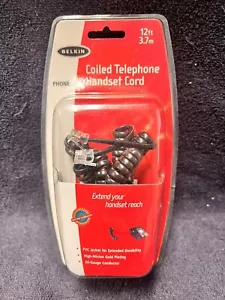 BELKIN
12ft
3.7m
PHONE
Coiled Telephone
Handset Cord
Extend your
handset reach
PVC Jacket for Extended Durability
High-Micron Gold Plating
26-Gauge Conductor